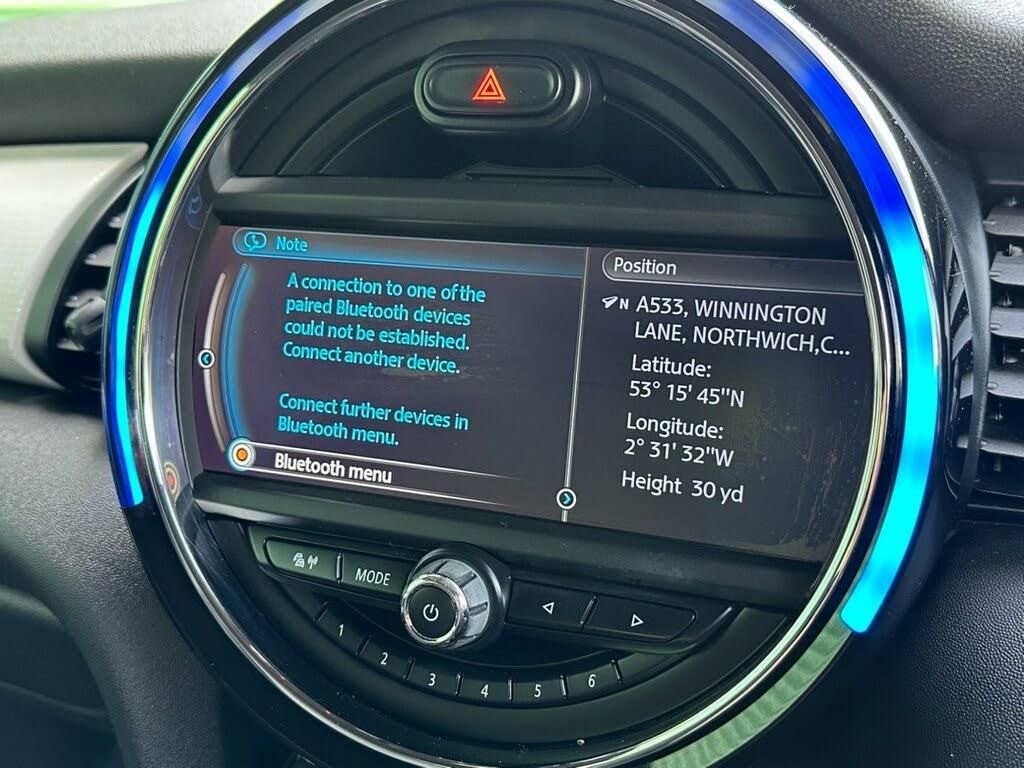 Note
A connection to one of the
paired Bluetooth devices
could not be established.
Connect another device.
Connect further devices in
Bluetooth menu.
Bluetooth menu
Position
N A533, WINNINGTON
LANE, NORTHWICH,C...
Latitude:
53° 15' 45"N
Longitude:
2° 31' 32"W
Height 30 yd
MODE
1
2
3
4
5
6